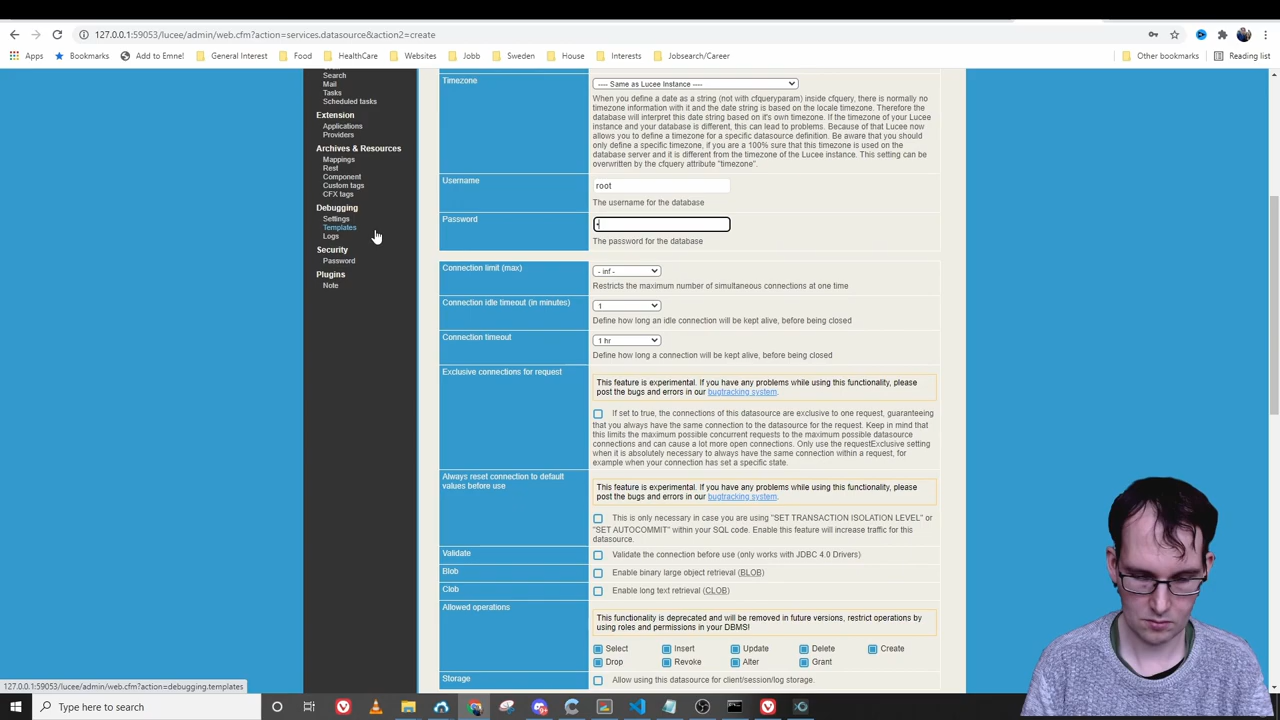 127.0.0.1:59053/lucee/admin/web.cfm?action=services.datasource&action2=create
Apps Bookmarks Add to Emne! General Interest Food HealthCare Websites Jobb Sweden House Interests Jobsearch/Career Other bookmarks Reading list
Search
Mail
Tasks
Scheduled tasks
Extension
Applications
Providers
Archives & Resources
Mappings
Rest
Component
Custom tags
CFX tags
Debugging
Settings
Templates
Logs
Security
Password
Plugins
Note
Timezone
---- Same as Lucee Instance ----
When you define a date as a string (not with cfqueryparam) inside cfquery, there is normally no
timezone information with it and the date string is based on the locale timezone. Therefore the
database will interpret this date string based on it's own timezone. If the timezone of your Lucee
instance and your database is different, this can lead to problems. Because of that Lucee now
allows you to define a timezone for a specific datasource definition. Be aware that you should
only define a specific timezone, if you are a 100% sure that this timezone is used on the
database server and it is different from the timezone of the Lucee instance. This setting can be
overwritten by the cfquery attribute "timezone".
Username
root
The username for the database
Password
The password for the database
Connection limit (max)
- inf -
Restricts the maximum number of simultaneous connections at one time
Connection idle timeout (in minutes)
1
Define how long an idle connection will be kept alive, before being closed
Connection timeout
1 hr
Define how long a connection will be kept alive, before being closed
Exclusive connections for request
This feature is experimental. If you have any problems while using this functionality, please
post the bugs and errors in our bugtracking system.
If set to true, the connections of this datasource are exclusive to one request, guaranteing
that you always have the same connection to the datasource for the request. Keep in mind that
this limits the maximum possible concurrent requests to the maximum possible datasource
connections and can cause a lot more open connections. Only use the requestExclusive setting
when it is absolutely necessary to always have the same connection within a request, for
example when your connection has set a specific state.
Always reset connection to default
values before use
This feature is experimental. If you have any problems while using this functionality, please
post the bugs and errors in our bugtracking system.
This is only necessary in case you are using "SET TRANSACTION ISOLATION LEVEL" or
"SET AUTOCOMMIT" within your SQL code. Enable this feature will increase traffic for this
datasource.
Validate
Validate the connection before use (only works with JDBC 4.0 Drivers)
Blob
Enable binary large object retrieval (BLOB)
Clob
Enable long text retrieval (CLOB)
Allowed operations
This functionality is deprecated and will be removed in future versions, restrict operations by
using roles and permissions in your DBMS!
Select Insert Update Delete Create
Drop Revoke Alter Grant
Storage
Allow using this datasource for client/session/log storage.
127.0.0.1:59053/lucee/admin/web.cfm?action=debugging.templates
Type here to search